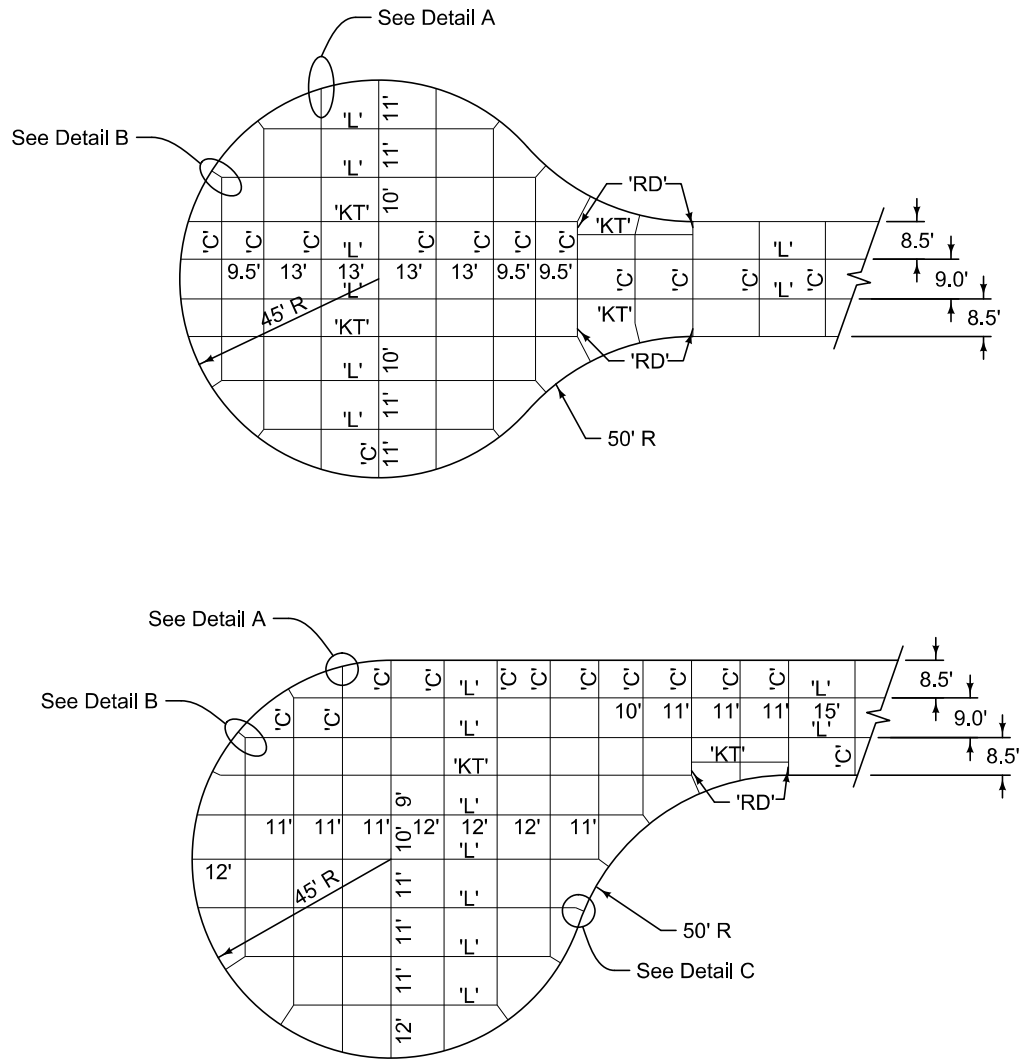 See Detail A
See Detail B
'L' 11'
'L' 11'
'KT' 10'
'RD'
'KT'
'C' 'C' 'C' 'L' 'C' 'C' 'C' 'L'
8.5'
9.5' 13' 13' 13' 13' 9.5' 9.5' 'C' 'C' 'C' 'C'
9.0'
'L' 'L'
45' R 'KT' 'KT'
8.5'
'L' 10' 'RD'
'L' 11'
50' R
'C' 11'
See Detail A
See Detail B
'C' 'C' 'L' 'C' 'C' 'C' 'C' 'C' 'C' 'C' 'L'
8.5'
'C' 'C' 'L' 10' 11' 11' 11' 15'
'L'
9.0'
'KT' 'KT' 'C'
8.5'
9' 'L' 'RD'
11' 11' 11' 12' 12' 12' 11'
10' 'L'
12'
45' R 11' 'L'
11' 'L'
50' R
See Detail C
11' 'L'
12'